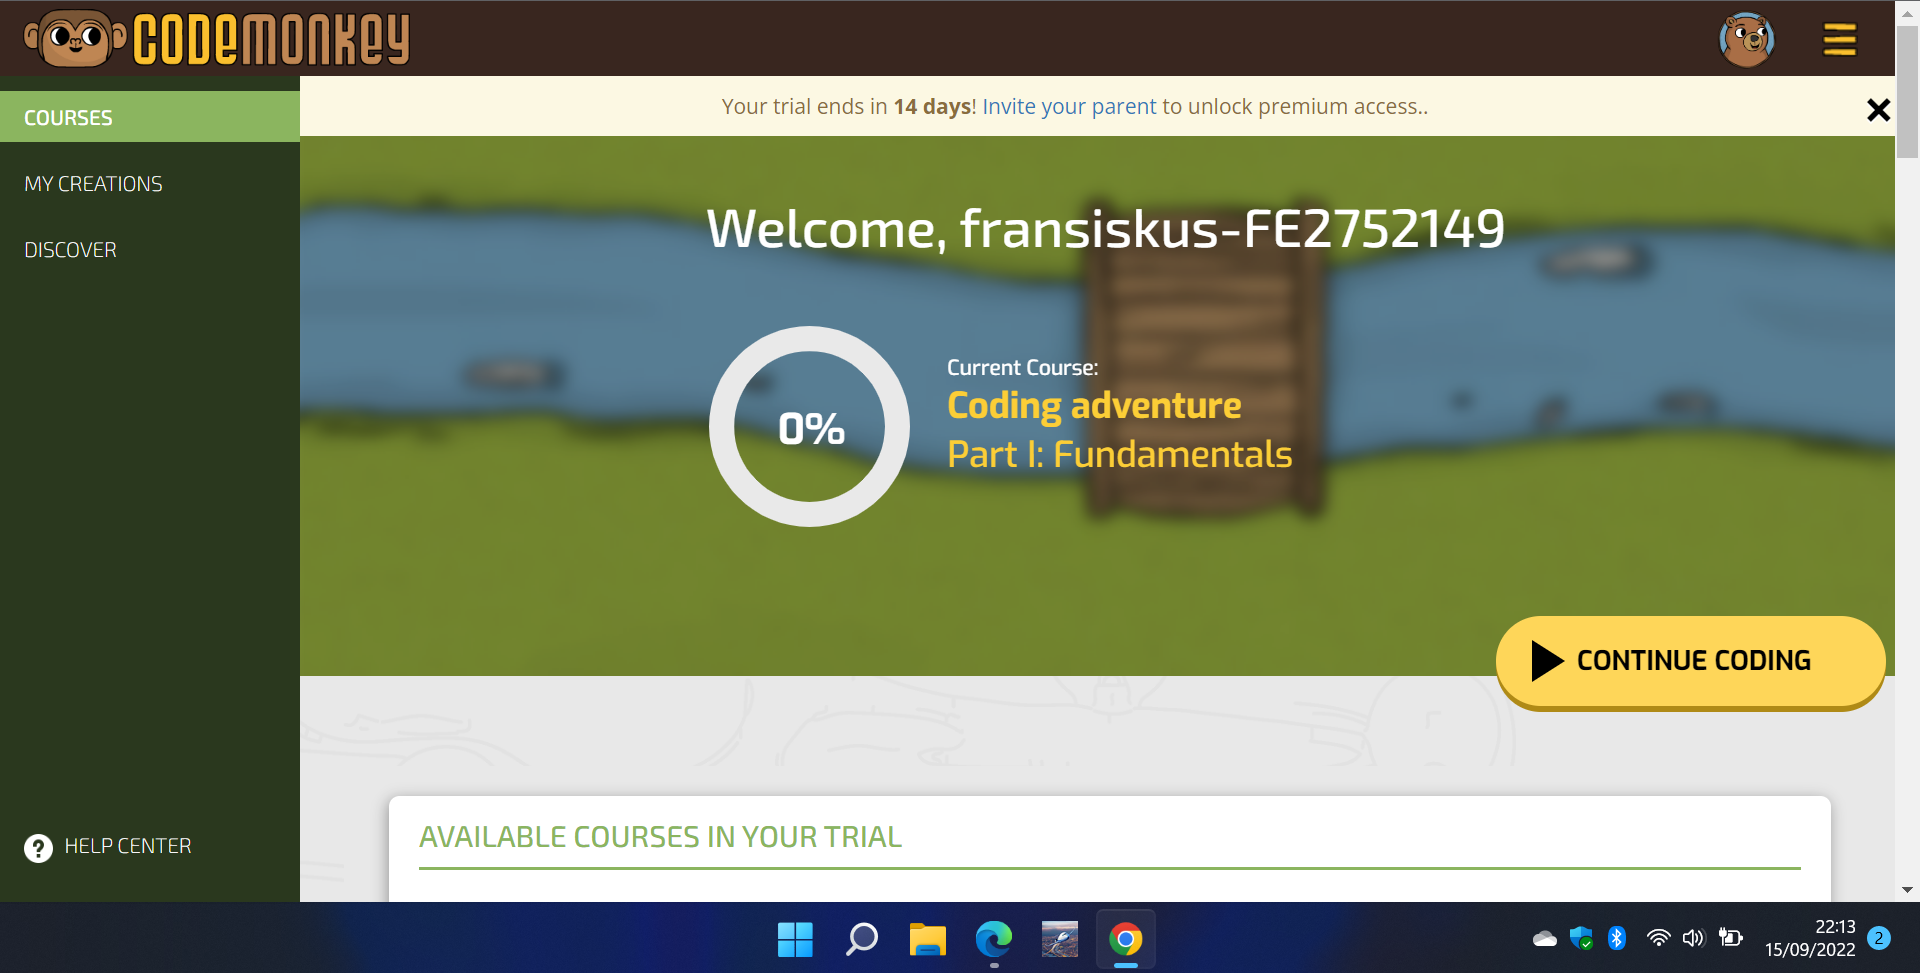 CODEMONKEY
COURSES
MY CREATIONS
DISCOVER
HELP CENTER
Your trial ends in 14 days! Invite your parent to unlock premium access..
Welcome, fransiskus-FE2752149
0%
Current Course:
Coding adventure
Part I: Fundamentals
CONTINUE CODING
AVAILABLE COURSES IN YOUR TRIAL
22:13
15/09/2022
2